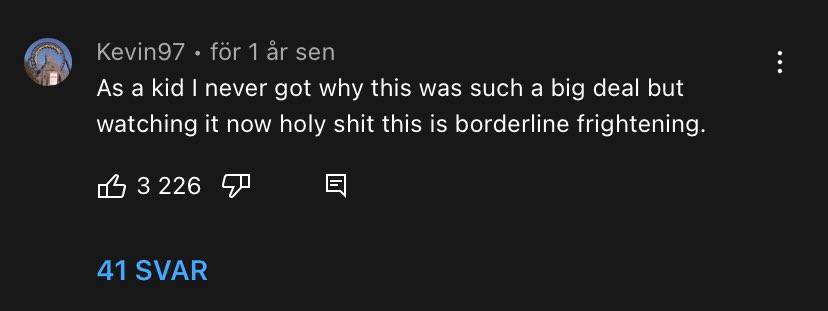 Kevin97 • för 1 år sen
As a kid I never got why this was such a big deal but
watching it now holy shit this is borderline frightening.
3 226
41 SVAR